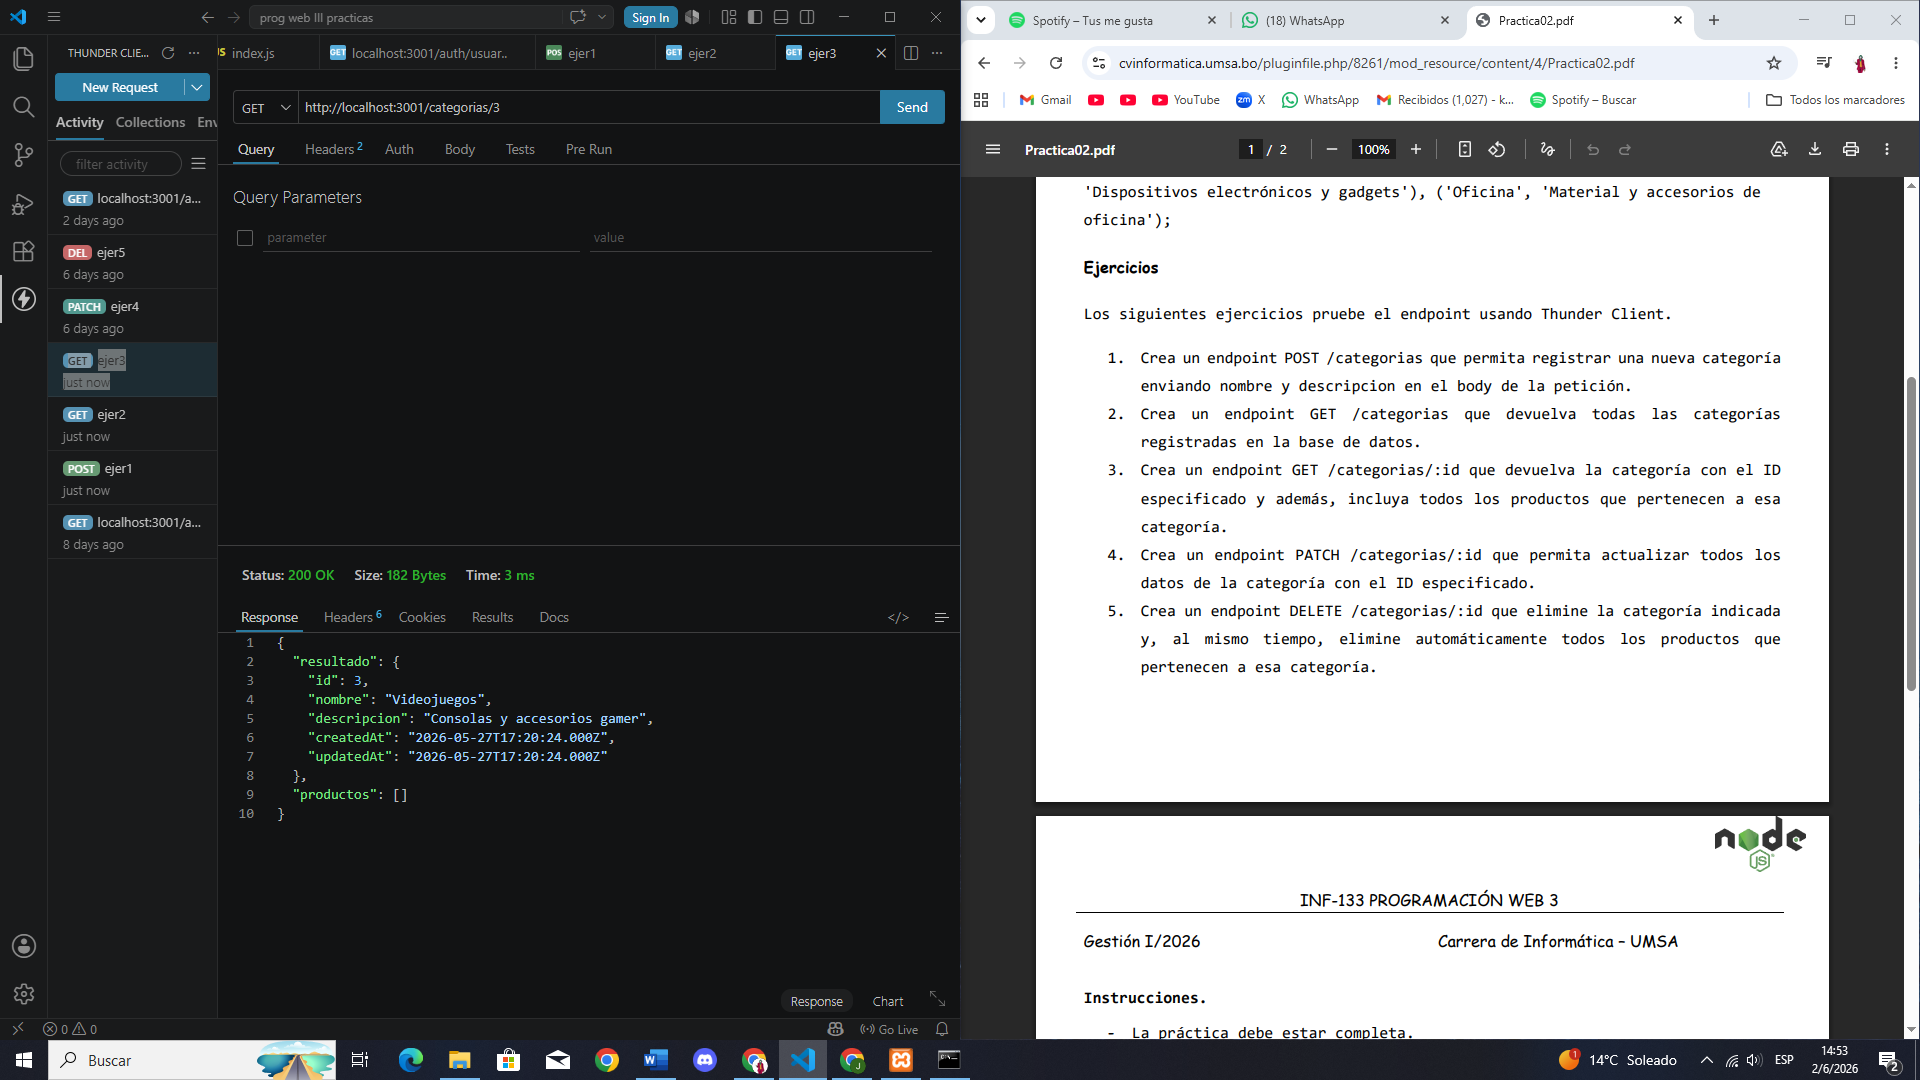 prog web III practicas
Sign In
THUNDER CLIE...
New Request
Activity
Collections
Env
filter activity
GET localhost:3001/a...
2 days ago
DEL ejer5
6 days ago
PATCH ejer4
6 days ago
GET ejer3
just now
GET ejer2
just now
POST ejer1
just now
GET localhost:3001/a...
8 days ago
JS index.js
GET localhost:3001/auth/usuar..
POS ejer1
GET ejer2
GET ejer3
GET
http://localhost:3001/categorias/3
Send
Query
Headers 2
Auth
Body
Tests
Pre Run
Query Parameters
parameter
value
Status: 200 OK Size: 182 Bytes Time: 3 ms
Response
Headers 6
Cookies
Results
Docs
</>
1 {
2 "resultado": {
3 "id": 3,
4 "nombre": "Videojuegos",
5 "descripcion": "Consolas y accesorios gamer",
6 "createdAt": "2026-05-27T17:20:24.000Z",
7 "updatedAt": "2026-05-27T17:20:24.000Z"
8 },
9 "productos": []
10 }
Response
Chart
0 0
Go Live
Spotify – Tus me gusta
(18) WhatsApp
Practica02.pdf
cvinformatica.umsa.bo/pluginfile.php/8261/mod_resource/content/4/Practica02.pdf
Gmail
YouTube
zm X
WhatsApp
Recibidos (1,027) - k...
Spotify – Buscar
Todos los marcadores
Practica02.pdf
1 / 2
100%
'Dispositivos electrónicos y gadgets'), ('Oficina', 'Material y accesorios de
oficina');
Ejercicios
Los siguientes ejercicios pruebe el endpoint usando Thunder Client.
1. Crea un endpoint POST /categorias que permita registrar una nueva categoría
enviando nombre y descripcion en el body de la petición.
2. Crea un endpoint GET /categorias que devuelva todas las categorías
registradas en la base de datos.
3. Crea un endpoint GET /categorias/:id que devuelva la categoría con el ID
especificado y además, incluya todos los productos que pertenecen a esa
categoría.
4. Crea un endpoint PATCH /categorias/:id que permita actualizar todos los
datos de la categoría con el ID especificado.
5. Crea un endpoint DELETE /categorias/:id que elimine la categoría indicada
y, al mismo tiempo, elimine automáticamente todos los productos que
pertenecen a esa categoría.
node
JS
INF-133 PROGRAMACIÓN WEB 3
Gestión I/2026
Carrera de Informática – UMSA
Instrucciones.
- La práctica debe estar completa.
Buscar
1
14°C Soleado
ESP
14:53
2/6/2026
2